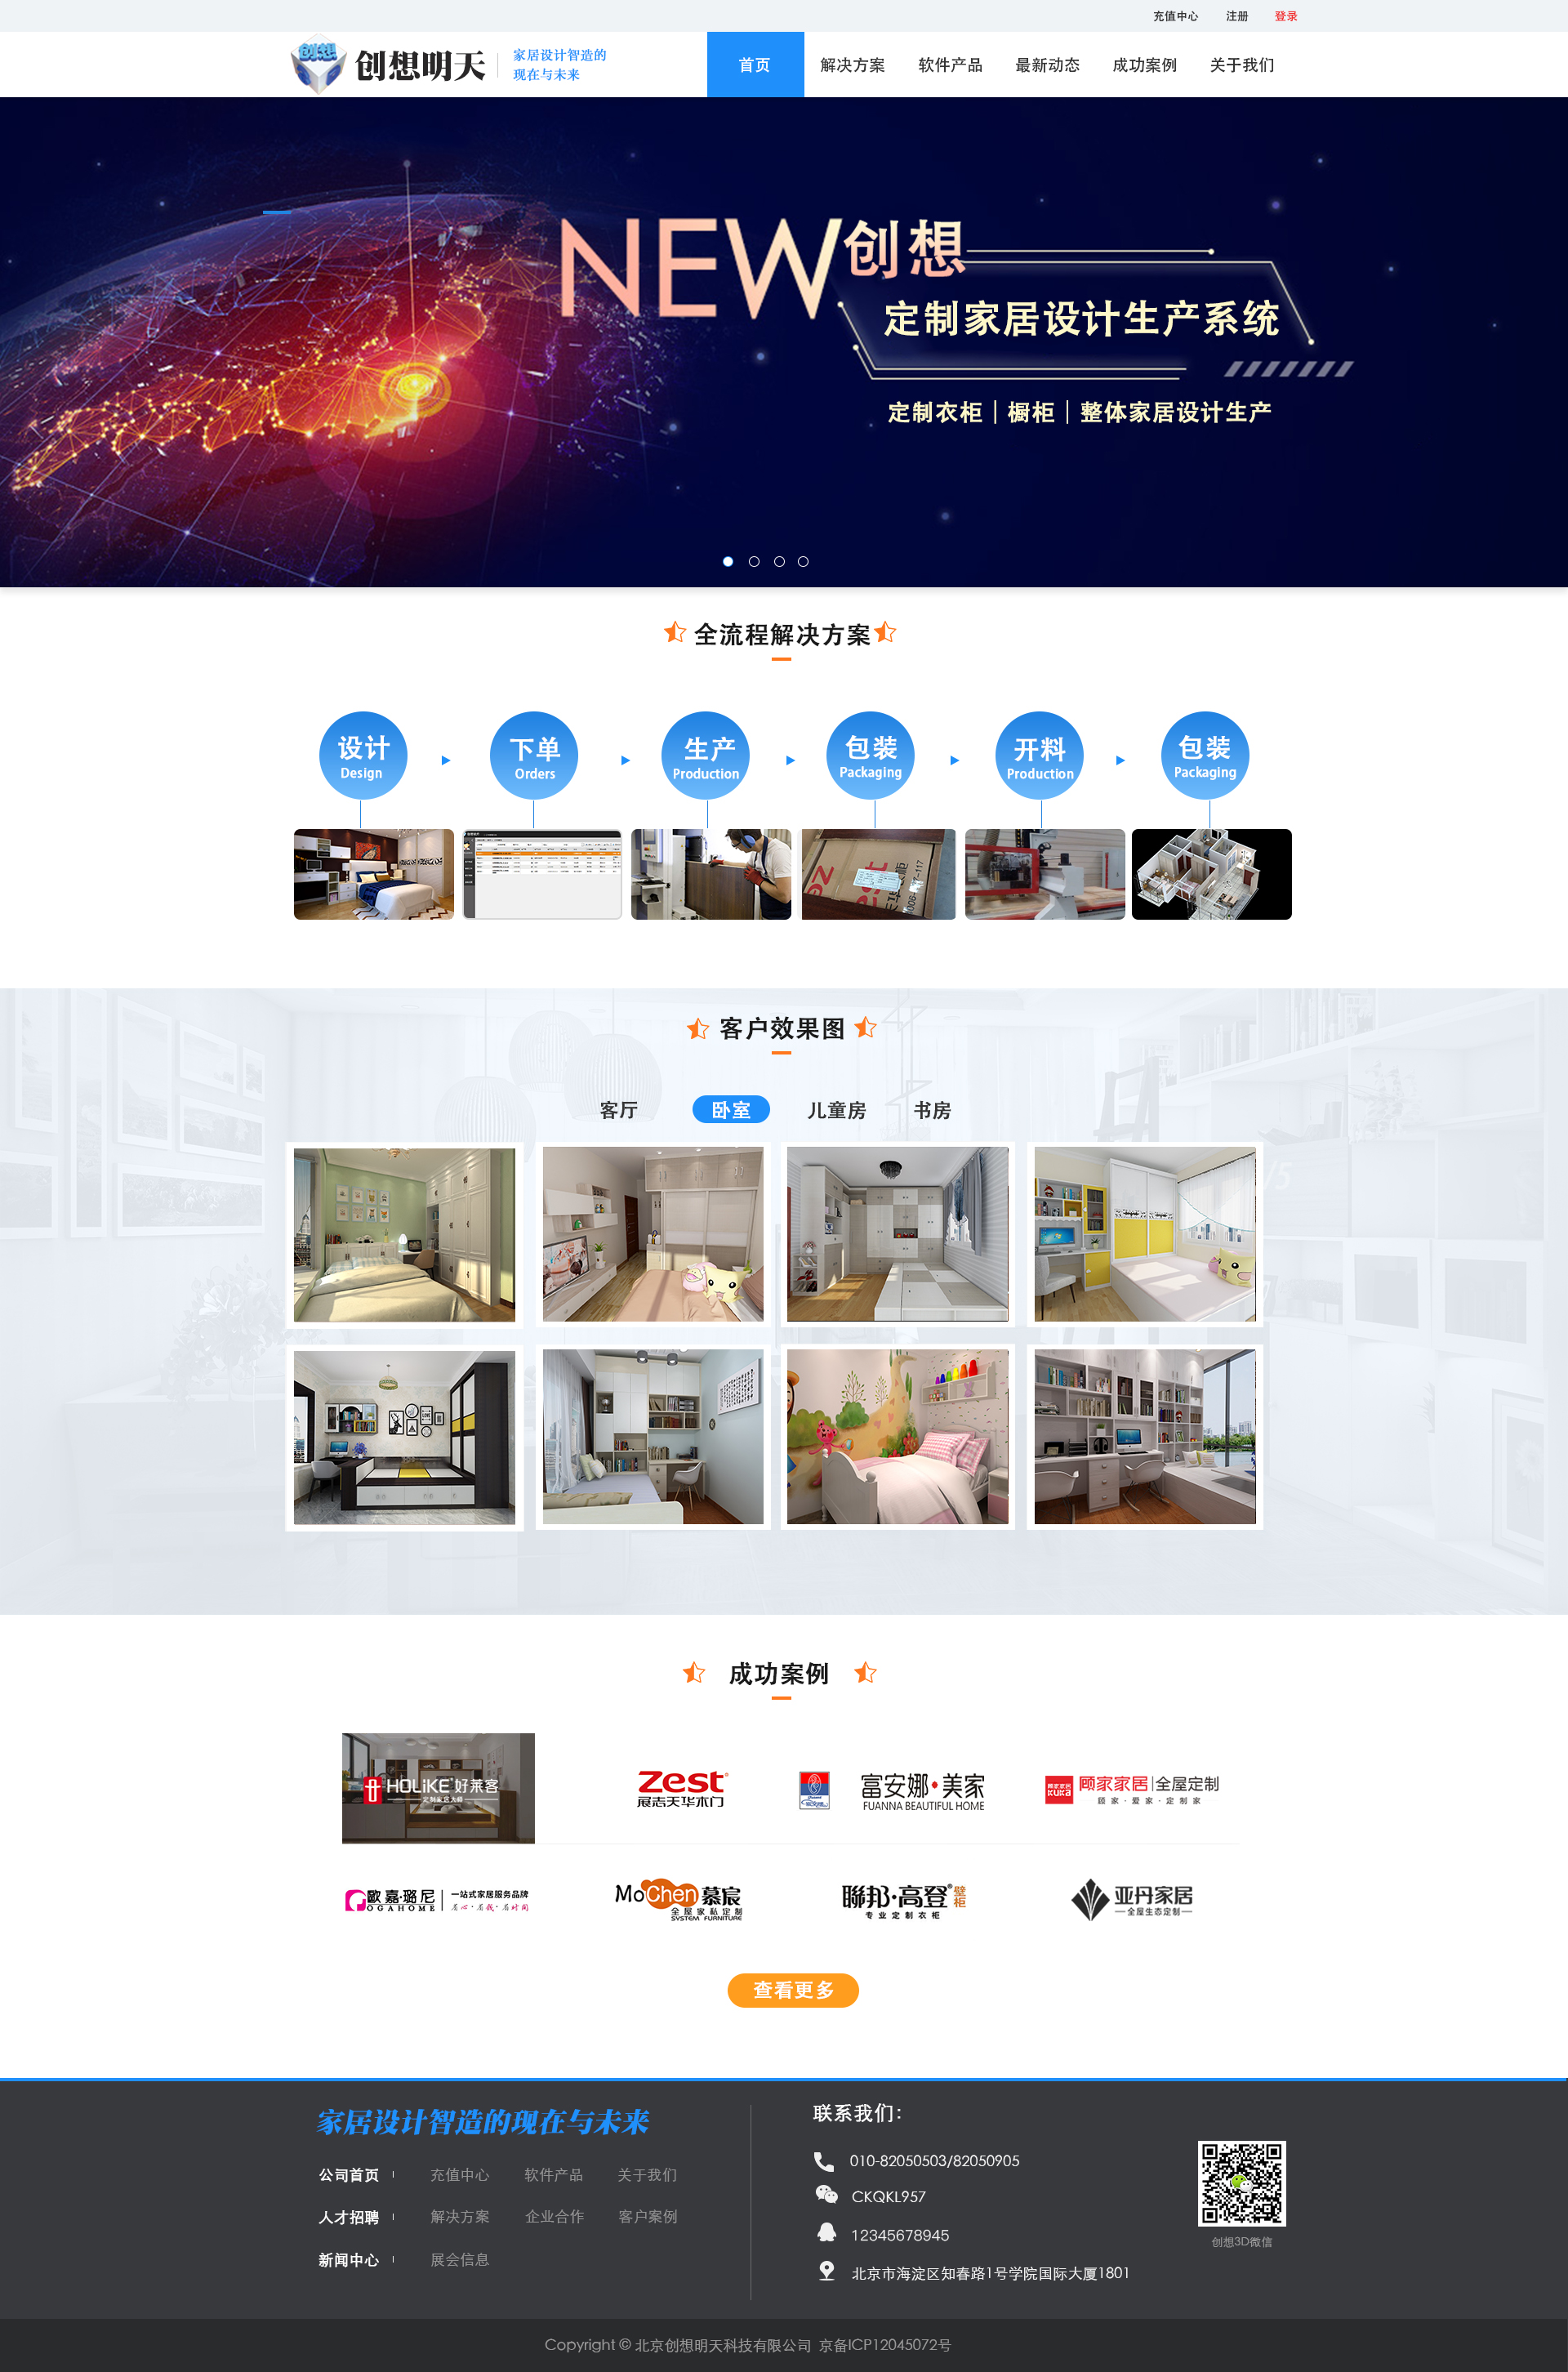 充值中心 注册 登录
创想 创想明天 家居设计智造的
现在与未来
首页 解决方案 软件产品 最新动态 成功案例 关于我们
NEW创想
定制家居设计生产系统
定制衣柜|橱柜|整体家居设计生产
全流程解决方案
设计 下单 生产 包装 开料 包装
Design Orders Production Packaging Production Packaging
客户效果图
客厅 卧室 儿童房 书房
成功案例
HOLiKE 好莱客
定制家居大师
Zest
展志天华木门
富安娜·美家
FUANNA BEAUTIFUL HOME
KUKA 顾家家居|全屋定制
顾家·爱家·定制家
歐嘉·璐尼
OGAHOME
一站式家居服务品牌
有心·有我·有时间
MoChen慕宸
全屋家私定制
SYSTEM FURNITURE
聯邦·高登®壁柜
专业定制衣柜
亚丹家居
全屋生态定制
查看更多
家居设计智造的现在与未来
公司首页 充值中心 软件产品 关于我们
人才招聘 解决方案 企业合作 客户案例
新闻中心 展会信息
联系我们:
010-82050503/82050905
CKQKL957
12345678945
北京市海淀区知春路1号学院国际大厦1801
创想3D微信
Copyright © 北京创想明天科技有限公司 京备ICP12045072号